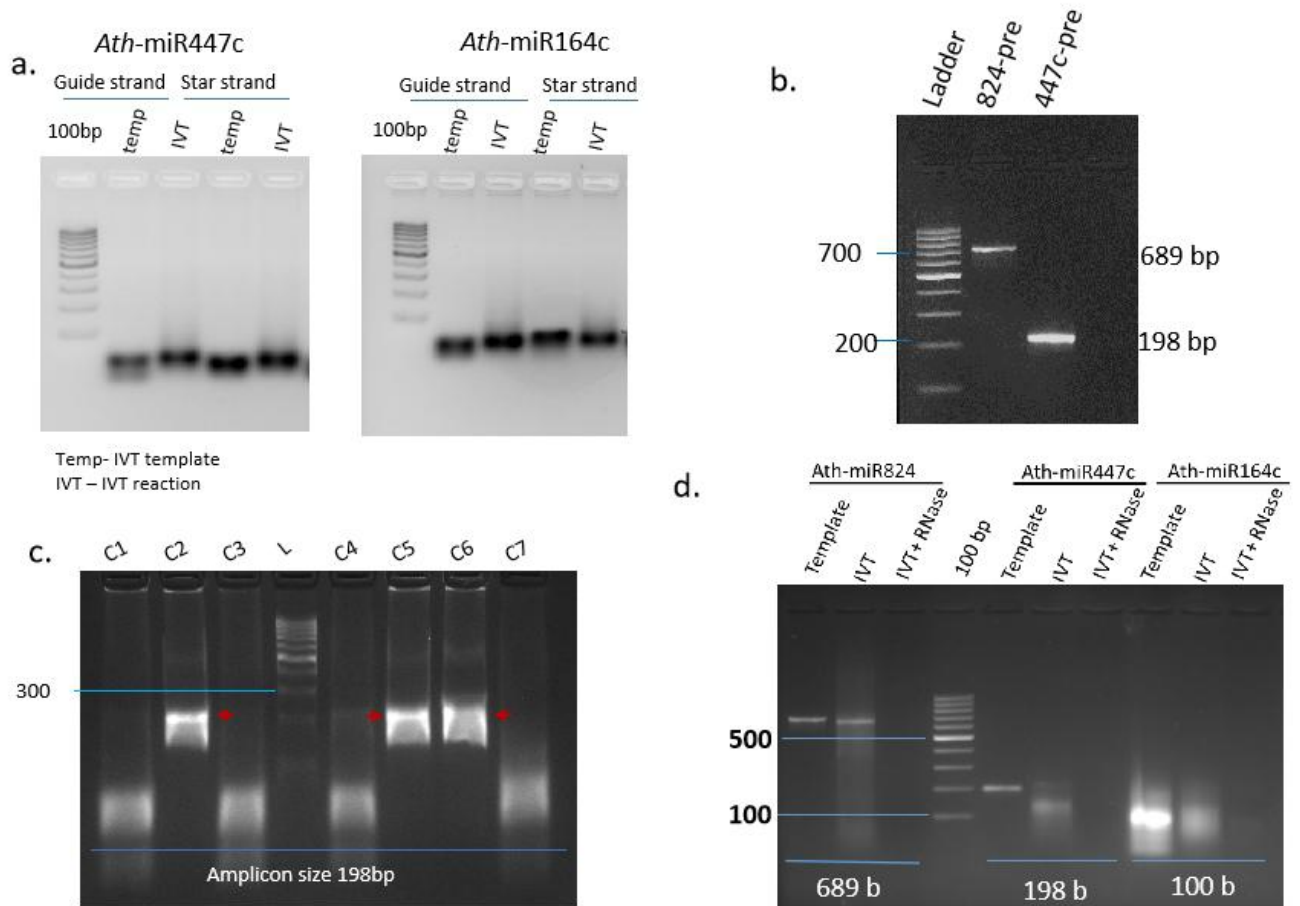 a.
Ath-miR447c
Guide strand Star strand
100bp temp IVT temp IVT
Temp- IVT template
IVT – IVT reaction
Ath-miR164c
Guide strand Star strand
100bp temp IVT temp IVT
b.
Ladder 824-pre 447c-pre
700 689 bp
200 198 bp
c.
C1 C2 C3 L C4 C5 C6 C7
300
Amplicon size 198bp
d.
Ath-miR824 Ath-miR447c Ath-miR164c
Template IVT IVT+RNase 100 bp Template IVT IVT+RNase Template IVT IVT+RNase
500
100
689 b 198 b 100 b